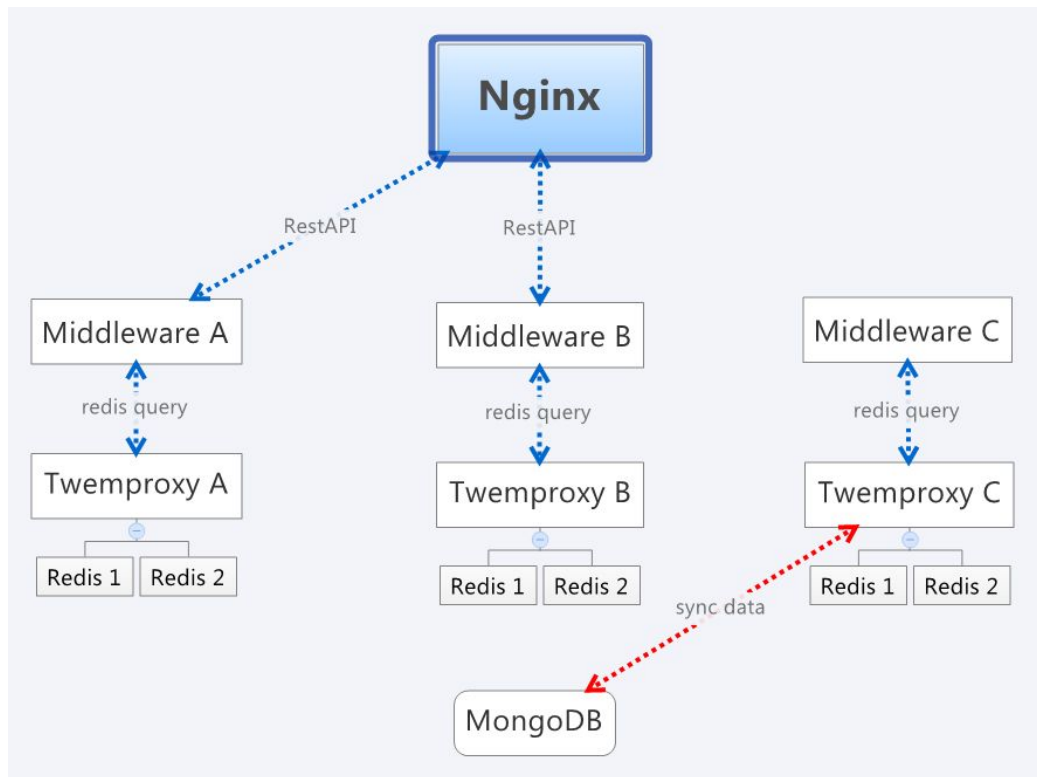 Nginx
RestAPI
RestAPI
Middleware A
Middleware B
Middleware C
redis query
redis query
redis query
Twemproxy A
Twemproxy B
Twemproxy C
Redis 1
Redis 2
Redis 1
Redis 2
Redis 1
Redis 2
sync data
MongoDB